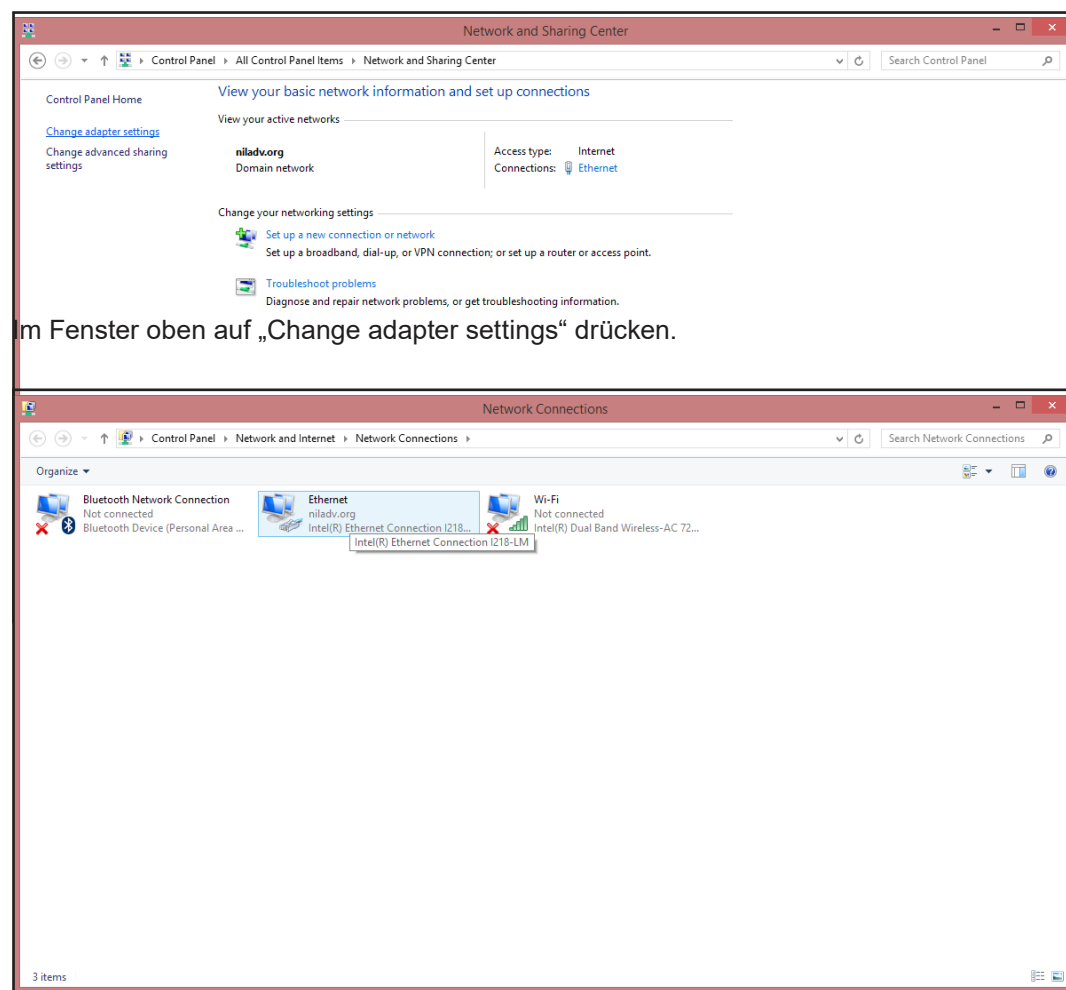 Network and Sharing Center
Control Panel All Control Panel Items Network and Sharing Center Search Control Panel
Control Panel Home
Change adapter settings
Change advanced sharing
settings
View your basic network information and set up connections
View your active networks
niladv.org
Domain network
Access type: Internet
Connections: Ethernet
Change your networking settings
Set up a new connection or network
Set up a broadband, dial-up, or VPN connection; or set up a router or access point.
Troubleshoot problems
Diagnose and repair network problems, or get troubleshooting information.
Im Fenster oben auf „Change adapter settings“ drücken.
Network Connections
Control Panel Network and Internet Network Connections Search Network Connections
Organize
Bluetooth Network Connection
Not connected
Bluetooth Device (Personal Area ...
Ethernet
niladv.org
Intel(R) Ethernet Connection I218...
Intel(R) Ethernet Connection I218-LM
Wi-Fi
Not connected
Intel(R) Dual Band Wireless-AC 72...
3 items